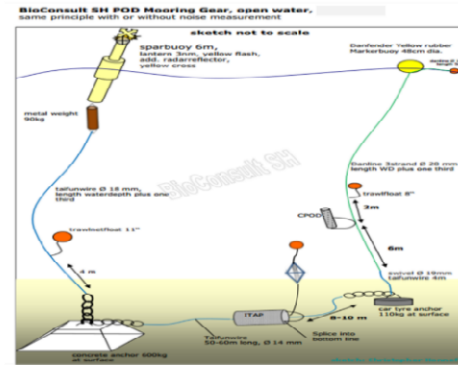 BioConsult SH POD Mooring Gear, open water,
same principle with or without noise measurement
sketch not to scale
sparbuoy 6m,
lantern 3nm, yellow flash,
add. radarreflector,
yellow cross
Danfender Yellow rubber
Markerbuoy 48cm dia.
metal weight
90kg
BioConsult SH
taifunwire Ø 18 mm,
length waterdepth plus one
third
Danline 3strand Ø 20 mm
length WD plus one third
trawlfloat 8"
3m
CPOD
trawlnetfloat 11"
6m
4 m
swivel Ø 19mm
taifunwire 4m
ITAP
8-10 m
car tyre anchor
110kg at surface
Taifunwire
50-60m long, Ø 14 mm
Splice into
bottom line
concrete anchor 600kg
at surface